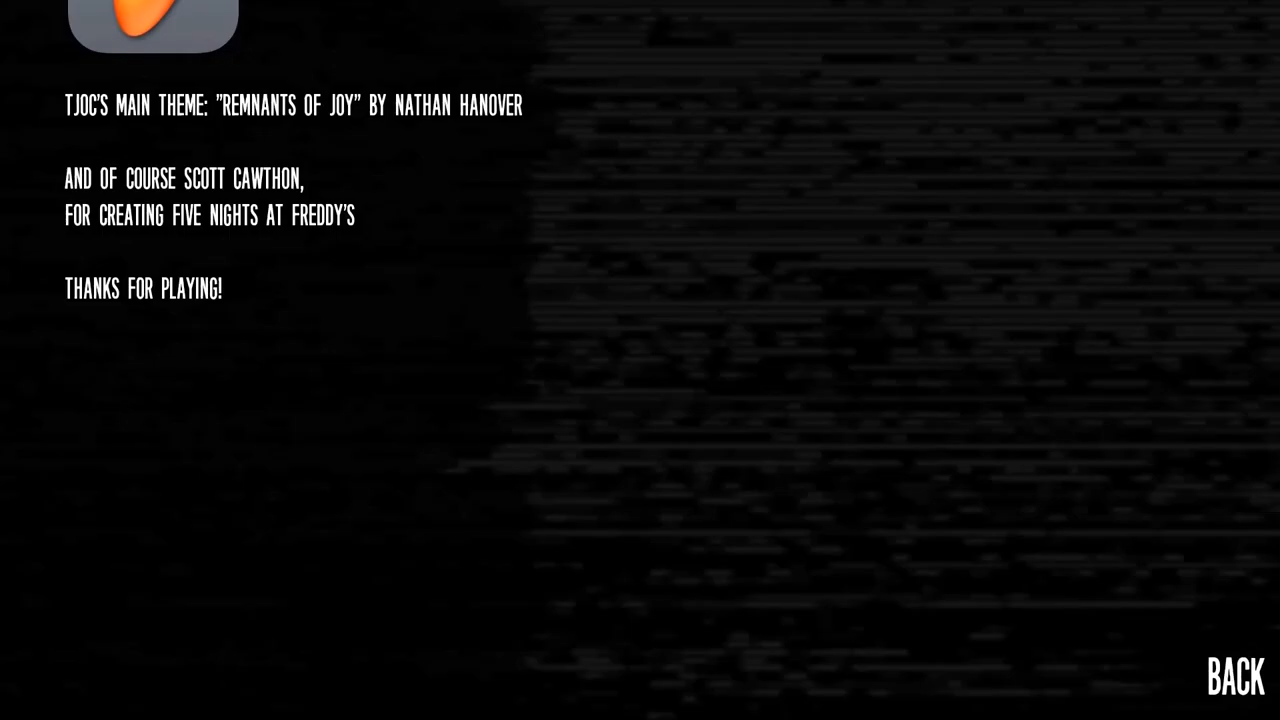 TJOC'S MAIN THEME: "REMNANTS OF JOY" BY NATHAN HANOVER
AND OF COURSE SCOTT CAWTHON,
FOR CREATING FIVE NIGHTS AT FREDDY'S
THANKS FOR PLAYING!
BACK